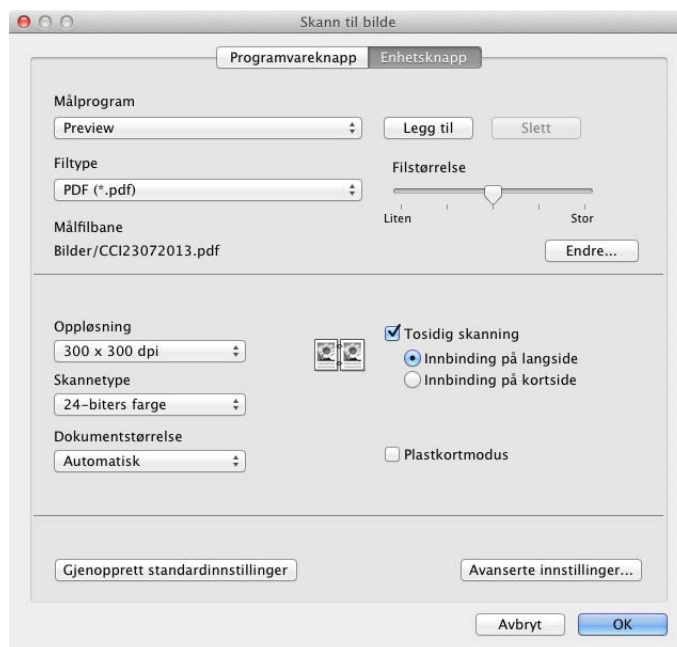 Skann til bilde
Programvareknapp Enhetsknapp
Målprogram
Preview Legg til Slett
Filtype Filstørrelse
PDF (*.pdf)
Liten Stor
Målfilbane
Bilder/CCI23072013.pdf Endre...
Oppløsning
Tosidig skanning
300 x 300 dpi Innbinding på langside
Skannetype Innbinding på kortside
24-biters farge
Dokumentstørrelse
Automatisk Plastkortmodus
Gjenopprett standardinnstillinger Avanserte innstillinger...
Avbryt OK